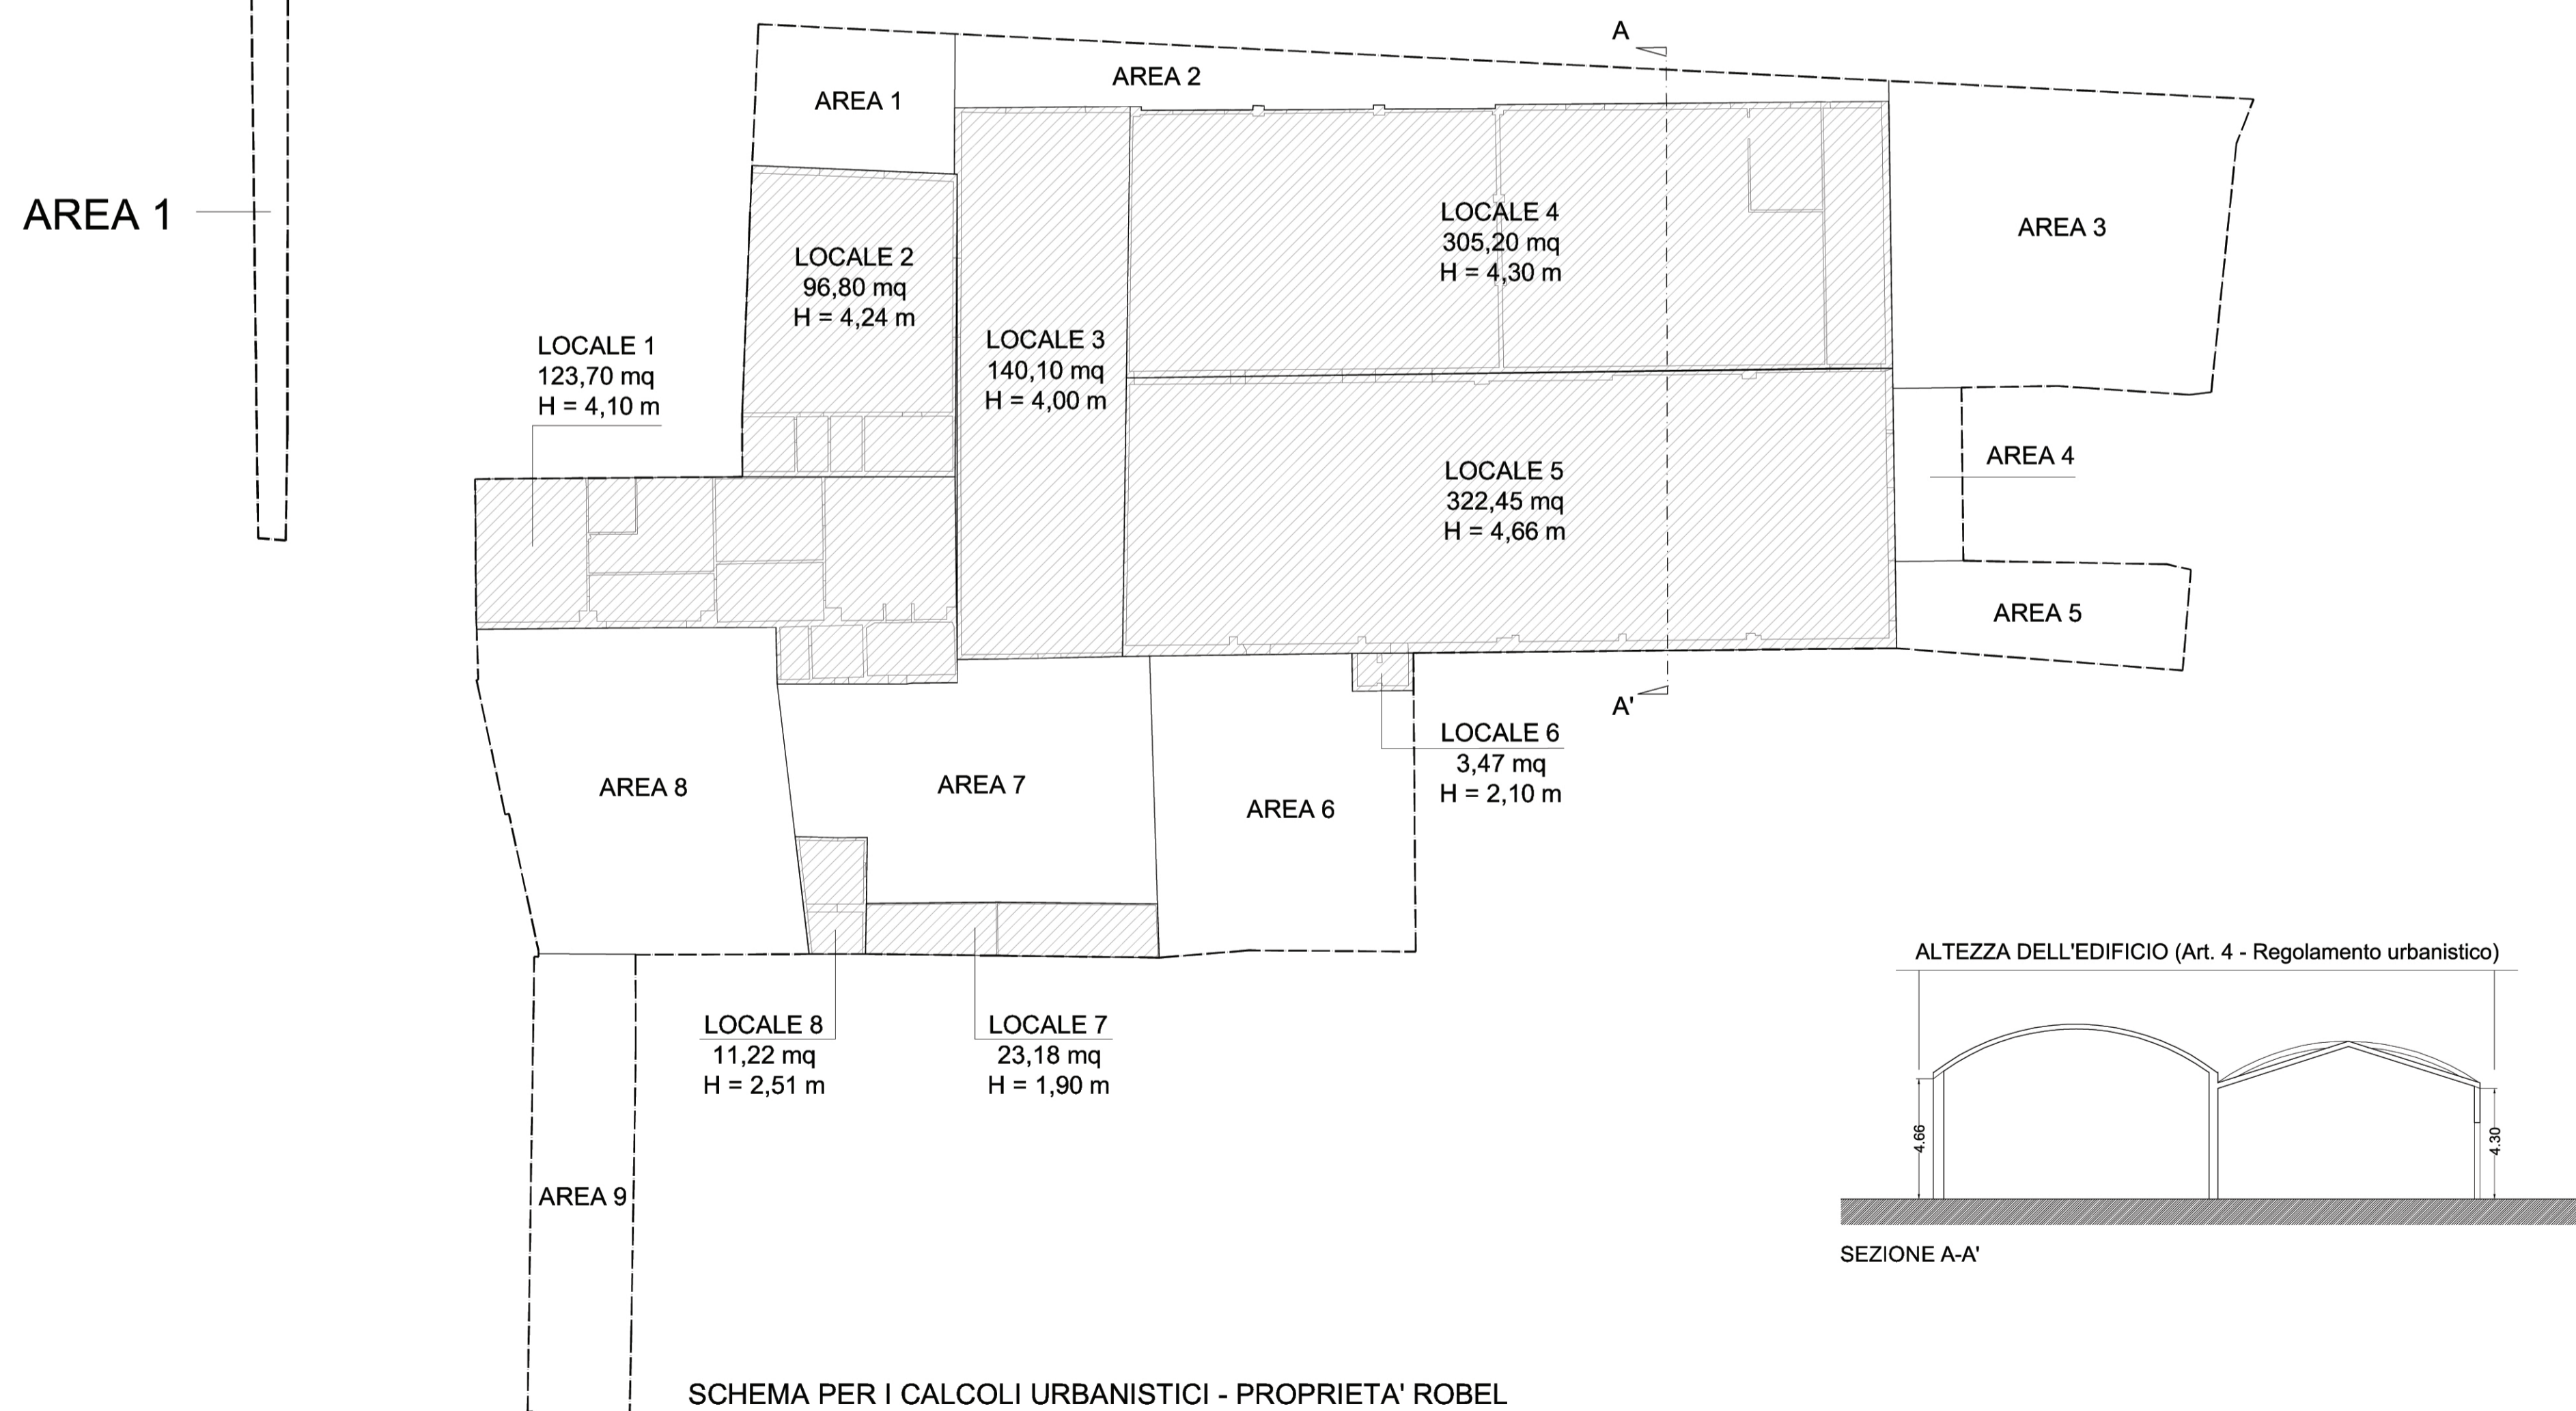 A
AREA 2
AREA 1
AREA 1
AREA 3
LOCALE 4
305,20 mq
H = 4,30 m
LOCALE 2
96,80 mq
H = 4,24 m
LOCALE 1
123,70 mq
H = 4,10 m
LOCALE 3
140,10 mq
H = 4,00 m
LOCALE 5
322,45 mq
H = 4,66 m
AREA 4
AREA 5
A'
LOCALE 6
3,47 mq
H = 2,10 m
AREA 8
AREA 7
AREA 6
ALTEZZA DELL'EDIFICIO (Art. 4 - Regolamento urbanistico)
4.66
4.30
SEZIONE A-A'
LOCALE 8
11,22 mq
H = 2,51 m
LOCALE 7
23,18 mq
H = 1,90 m
AREA 9
SCHEMA PER I CALCOLI URBANISTICI - PROPRIETA' ROBEL